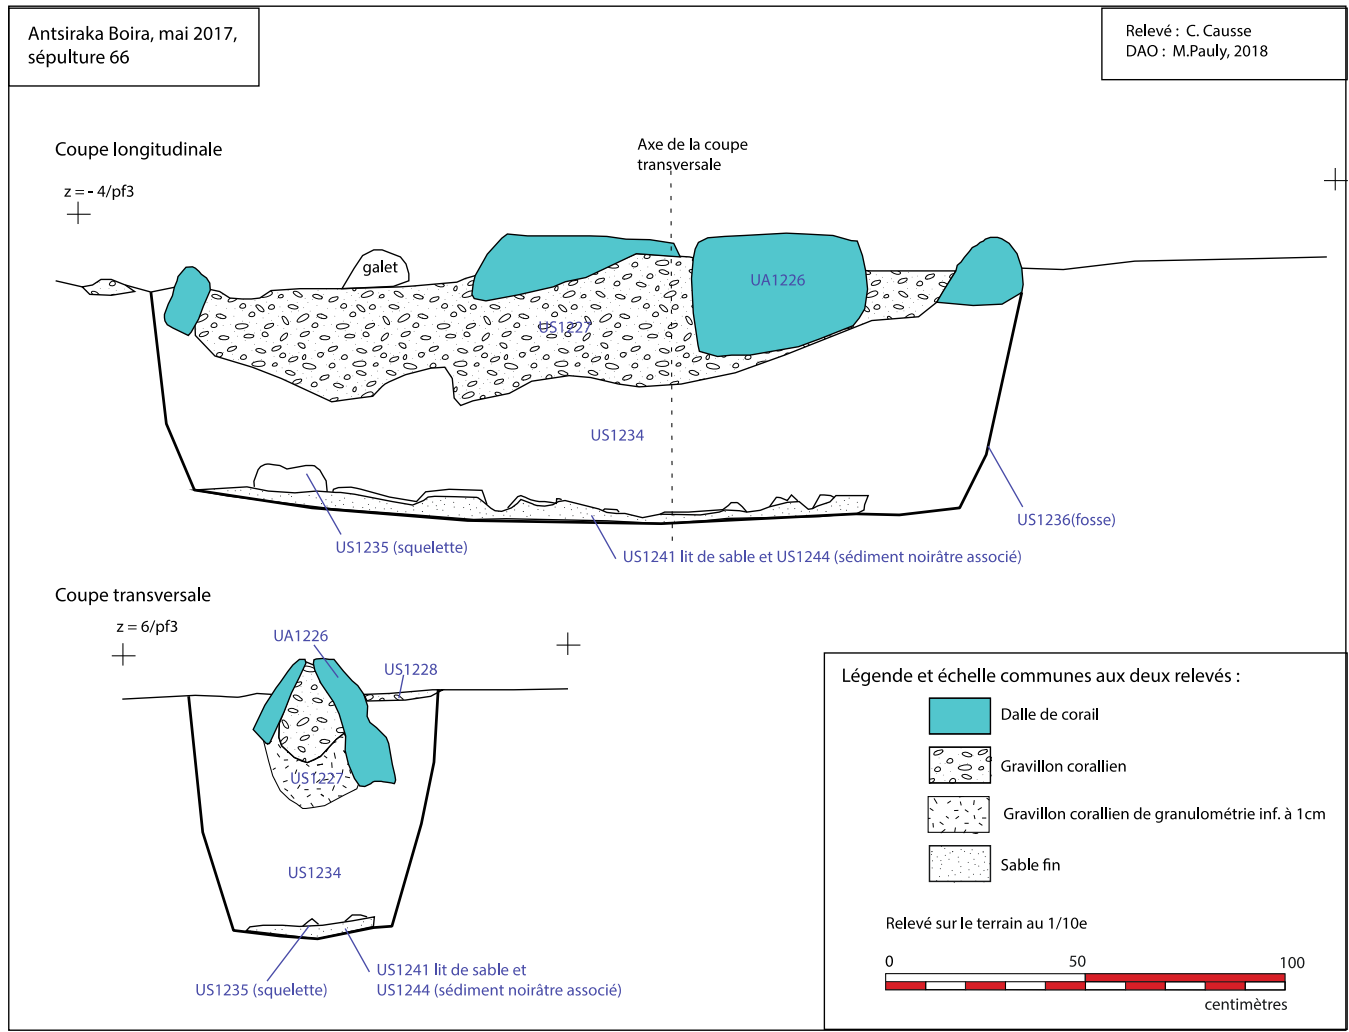 Antsiraka Boira, mai 2017,
sépulture 66
Relevé : C. Causse
DAO : M.Pauly, 2018
Coupe longitudinale
z = - 4/pf3
Axe de la coupe
transversale
galet
UA1226
US1227
US1234
US1235 (squelette)
US1241 lit de sable et US1244 (sédiment noirâtre associé)
US1236(fosse)
Coupe transversale
z = 6/pf3
UA1226
US1228
US1227
US1234
US1235 (squelette)
US1241 lit de sable et
US1244 (sédiment noirâtre associé)
Légende et échelle communes aux deux relevés :
Dalle de corail
Gravillon corallien
Gravillon corallien de granulométrie inf. à 1cm
Sable fin
Relevé sur le terrain au 1/10e
0 50 100
centimètres